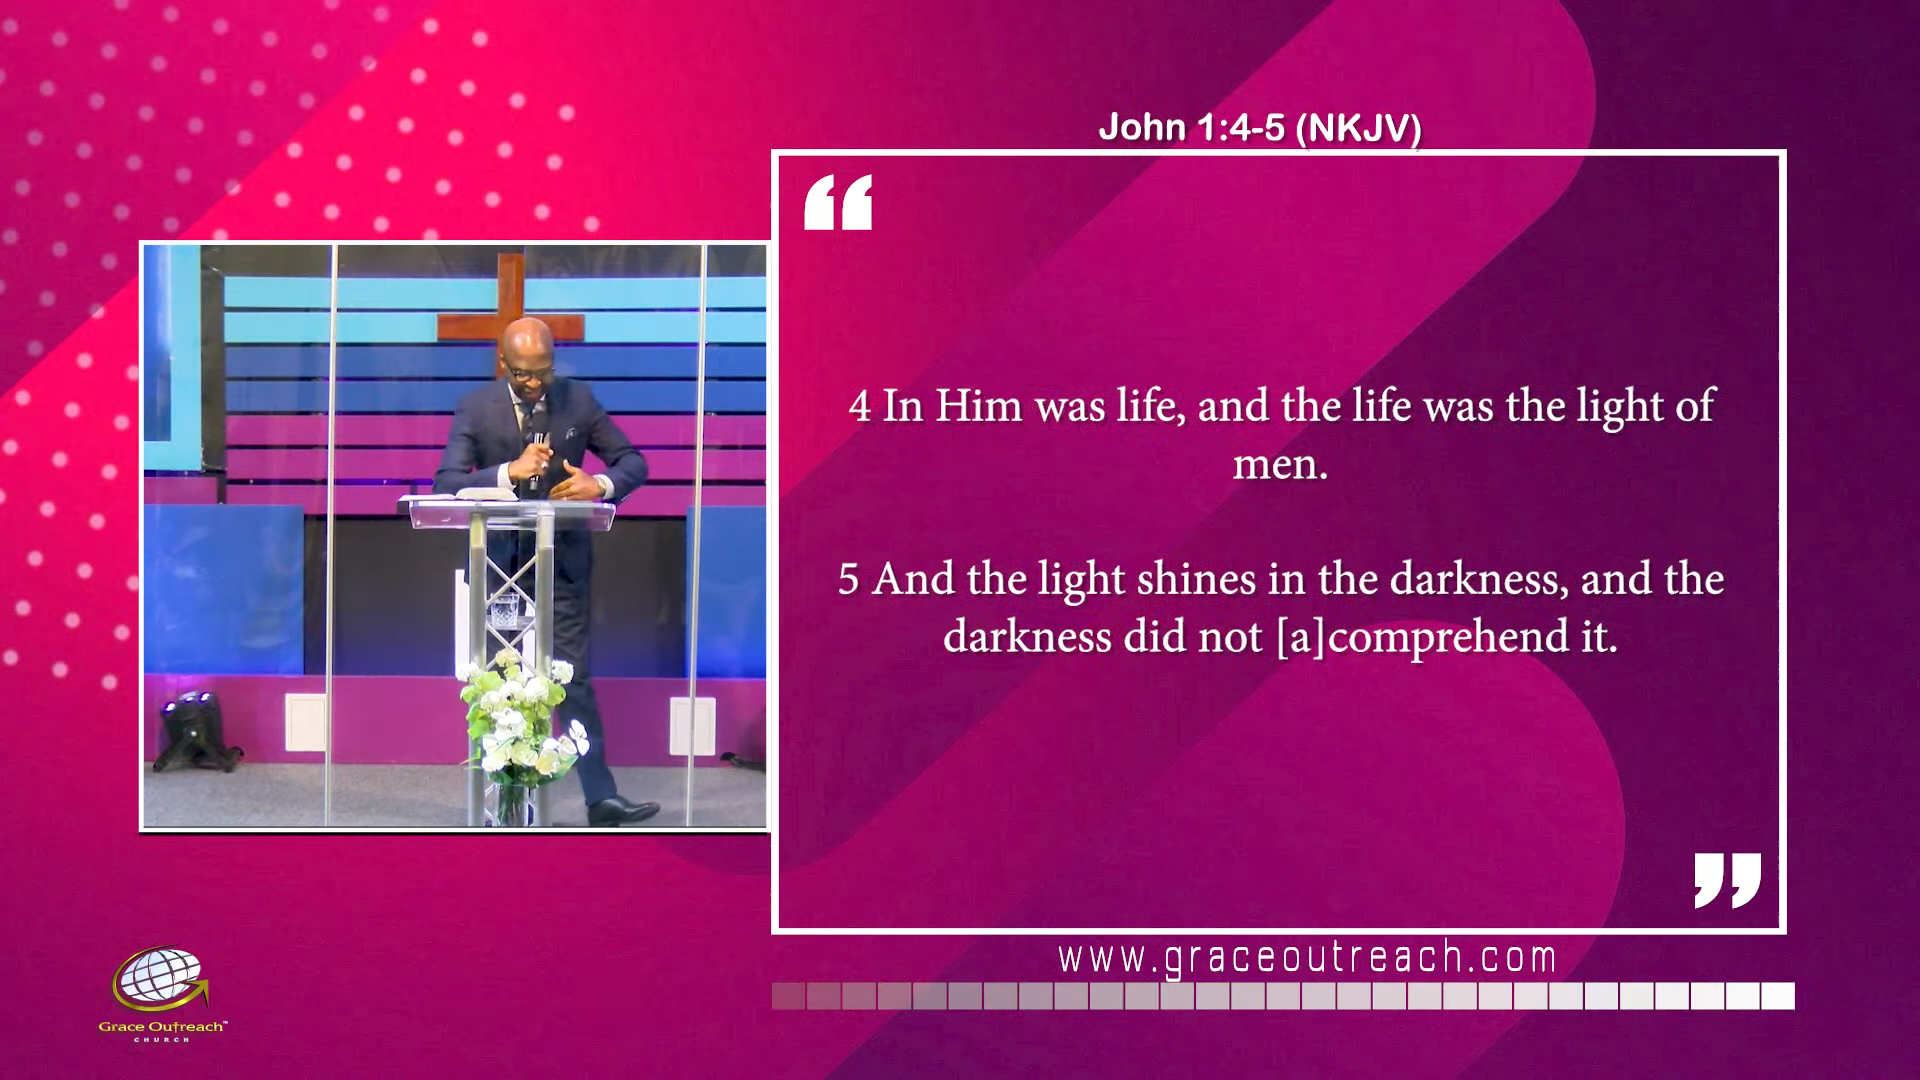 John 1:4-5 (NKJV)
“
4 In Him was life, and the life was the light of
men.
5 And the light shines in the darkness, and the
darkness did not [a]comprehend it.
”
www.graceoutreach.com
Grace Outreach™
CHURCH